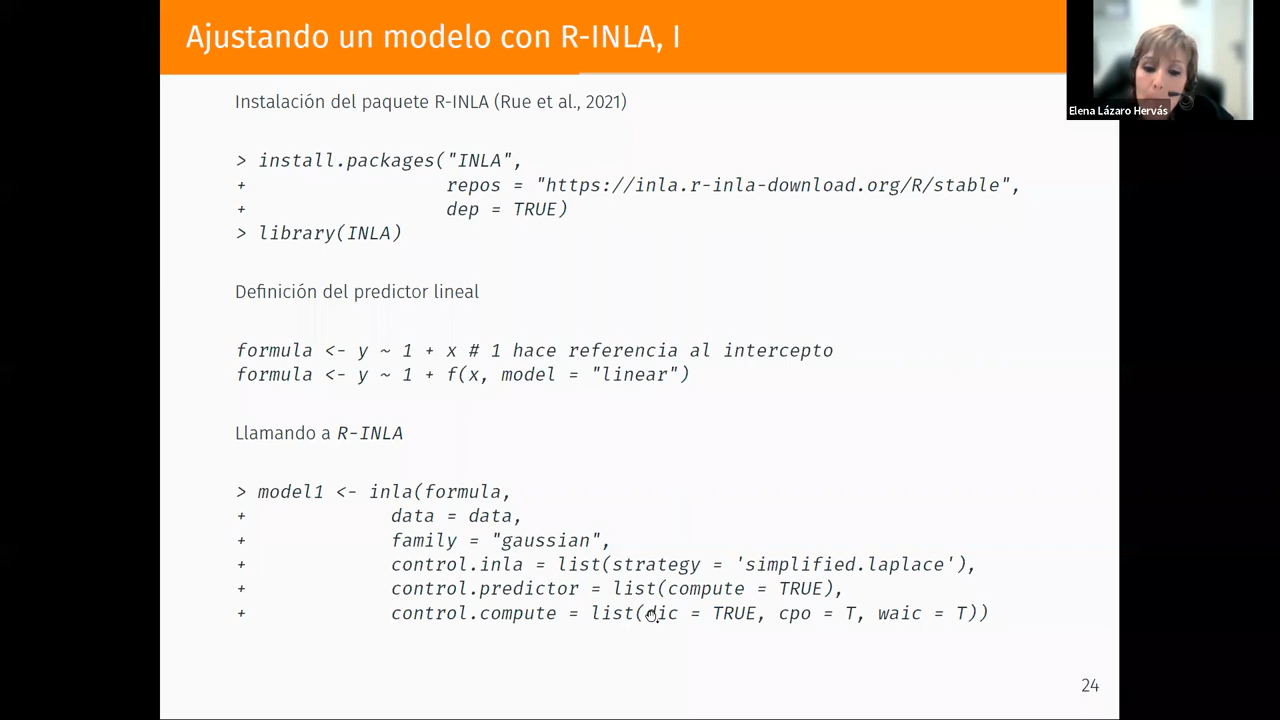 Ajustando un modelo con R-INLA, I
Elena Lázaro Hervás
Instalación del paquete R-INLA (Rue et al., 2021)
> install.packages("INLA",
+ repos = "https://inla.r-inla-download.org/R/stable",
+ dep = TRUE)
> library(INLA)
Definición del predictor lineal
formula <- y ~ 1 + x # 1 hace referencia al intercepto
formula <- y ~ 1 + f(x, model = "linear")
Llamando a R-INLA
> model1 <- inla(formula,
+ data = data,
+ family = "gaussian",
+ control.inla = list(strategy = 'simplified.laplace'),
+ control.predictor = list(compute = TRUE),
+ control.compute = list(dic = TRUE, cpo = T, waic = T))
24